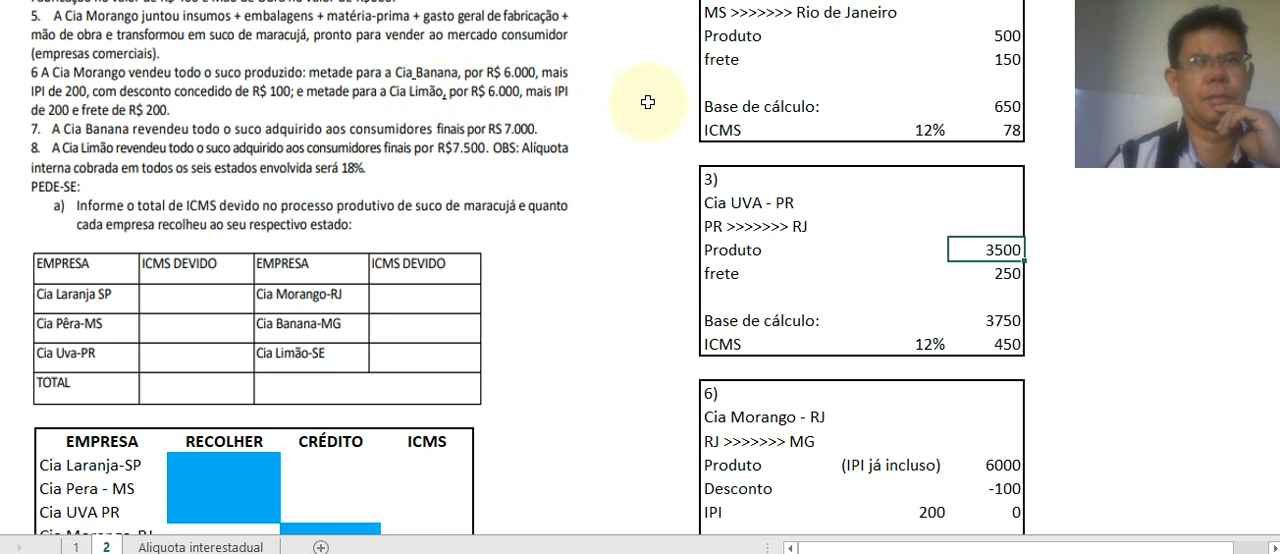 5. A Cia Morango juntou insumos + embalagens + matéria-prima + gasto geral de fabricação +
mão de obra e transformou em suco de maracujá, pronto para vender ao mercado consumidor
(empresas comerciais).
6 A Cia Morango vendeu todo o suco produzido: metade para a Cia Banana, por R$ 6.000, mais
IPI de 200, com desconto concedido de R$ 100; e metade para a Cia Limão, por R$ 6.000, mais IPI
de 200 e frete de R$ 200.
7. A Cia Banana revendeu todo o suco adquirido aos consumidores finais por R$ 7.000.
8. A Cia Limão revendeu todo o suco adquirido aos consumidores finais por R$7.500. OBS: Alíquota
interna cobrada em todos os seis estados envolvida será 18%.
PEDE-SE:
a) Informe o total de ICMS devido no processo produtivo de suco de maracujá e quanto
cada empresa recolheu ao seu respectivo estado:
EMPRESA ICMS DEVIDO EMPRESA ICMS DEVIDO
Cia Laranja SP Cia Morango-RJ
Cia Pêra-MS Cia Banana-MG
Cia Uva-PR Cia Limão-SE
TOTAL
EMPRESA RECOLHER CRÉDITO ICMS
Cia Laranja-SP
Cia Pera - MS
Cia UVA PR
MS >>>>>>> Rio de Janeiro
Produto 500
frete 150
Base de cálculo: 650
ICMS 12% 78
3)
Cia UVA - PR
PR >>>>>>> RJ
Produto 3500
frete 250
Base de cálculo: 3750
ICMS 12% 450
6)
Cia Morango - RJ
RJ >>>>>>> MG
Produto (IPI já incluso) 6000
Desconto -100
IPI 200 0
1 2 Aliquota interestadual